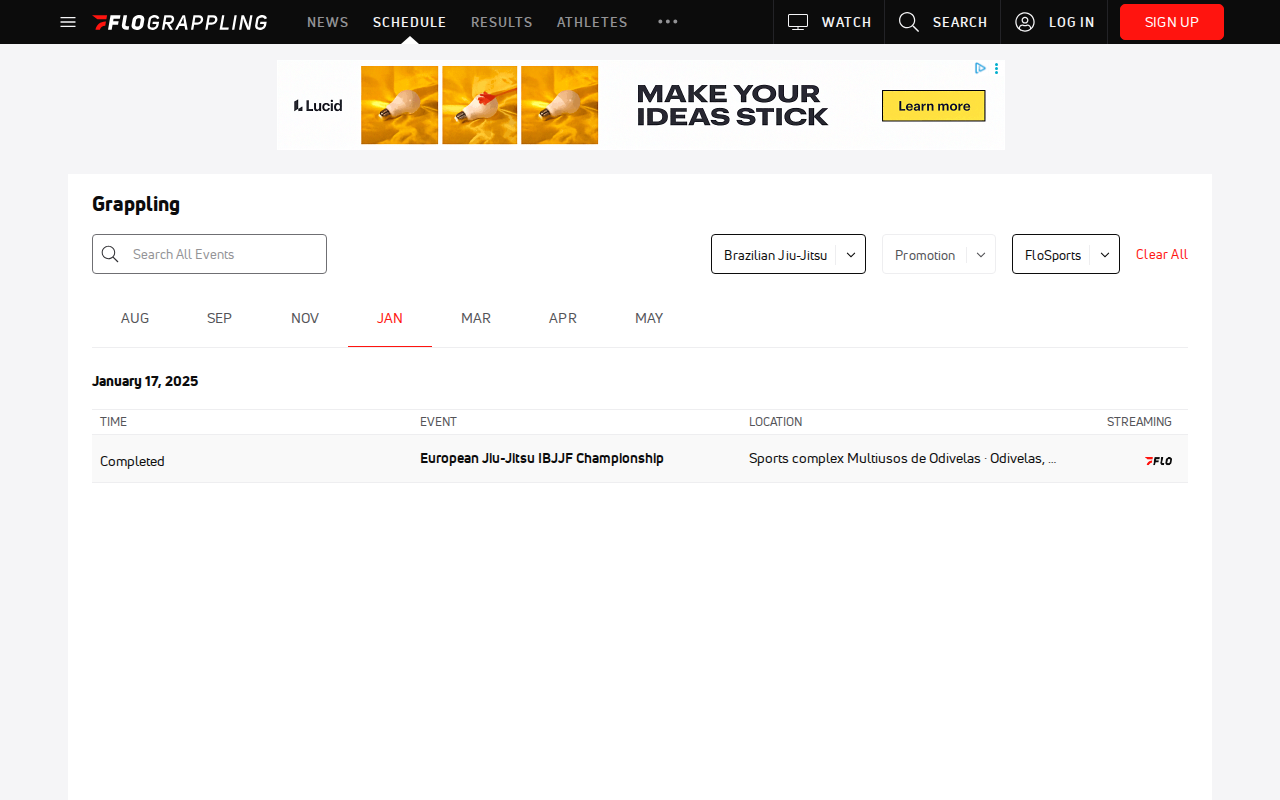 FLOGRAPPLING NEWS SCHEDULE RESULTS ATHLETES WATCH SEARCH LOG IN SIGN UP
Lucid MAKE YOUR IDEAS STICK Learn more
Grappling
Search All Events Brazilian Jiu-Jitsu Promotion FloSports Clear All
AUG SEP NOV JAN MAR APR MAY
January 17, 2025
TIME EVENT LOCATION STREAMING
Completed European Jiu-Jitsu IBJJF Championship Sports complex Multiusos de Odivelas · Odivelas, ... FLO